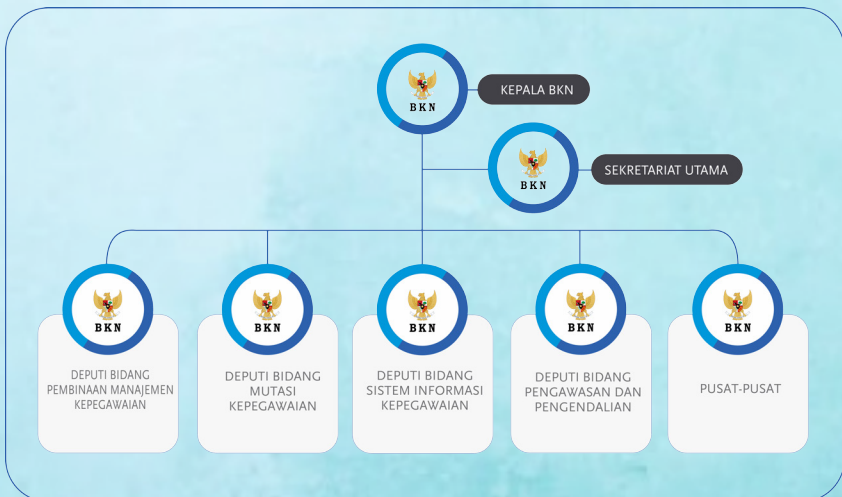 BKN
KEPALA BKN
BKN
SEKRETARIAT UTAMA
BKN
DEPUTI BIDANG
PEMBINAAN MANAJEMEN
KEPEGAWAIAN
BKN
DEPUTI BIDANG
MUTASI
KEPEGAWAIAN
BKN
DEPUTI BIDANG
SISTEM INFORMASI
KEPEGAWAIAN
BKN
DEPUTI BIDANG
PENGAWASAN DAN
PENGENDALIAN
BKN
PUSAT-PUSAT